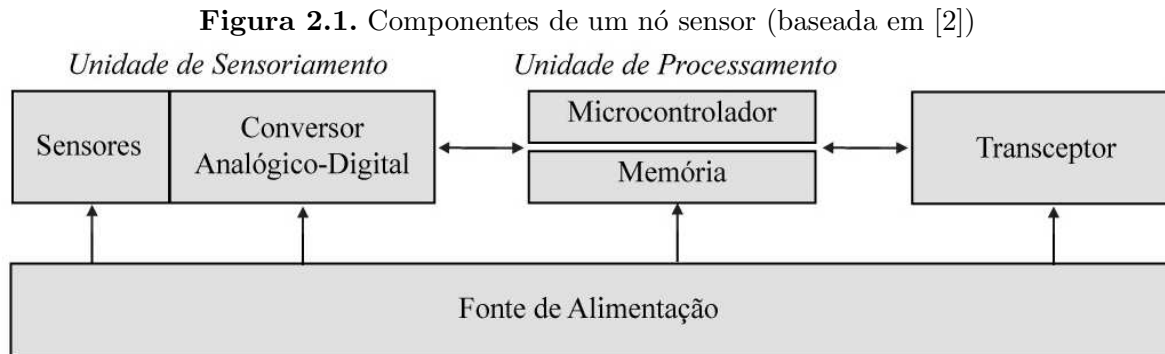 Figura 2.1. Componentes de um nó sensor (baseada em [2])
Unidade de Sensoriamento
Unidade de Processamento
Sensores
Conversor
Analógico-Digital
Microcontrolador
Memória
Transceptor
Fonte de Alimentação